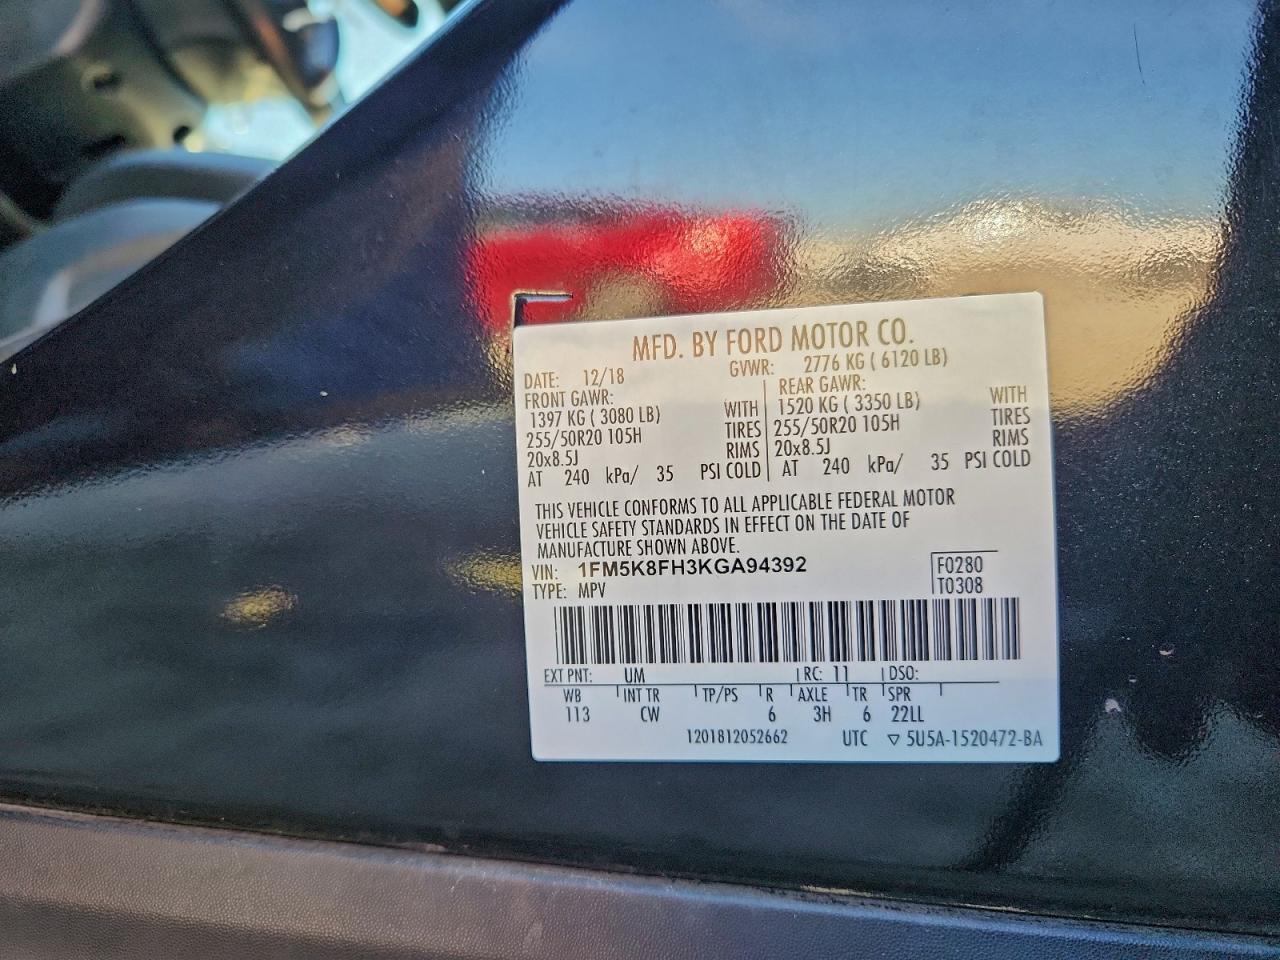 MFD. BY FORD MOTOR CO.
DATE: 12/18 GVWR: 2776 KG ( 6120 LB)
FRONT GAWR: REAR GAWR:
1397 KG ( 3080 LB) WITH 1520 KG ( 3350 LB) WITH
255/50R20 105H TIRES 255/50R20 105H TIRES
20x8.5J RIMS 20x8.5J RIMS
AT 240 kPa/ 35 PSI COLD AT 240 kPa/ 35 PSI COLD
THIS VEHICLE CONFORMS TO ALL APPLICABLE FEDERAL MOTOR
VEHICLE SAFETY STANDARDS IN EFFECT ON THE DATE OF
MANUFACTURE SHOWN ABOVE.
VIN: 1FM5K8FH3KGA94392 F0280
TYPE: MPV T0308
EXT PNT: UM RC: 11 DSO:
WB INT TR TP/PS R AXLE TR SPR
113 CW 6 3H 6 22LL
1201812052662 UTC ▽ 5U5A-1520472-BA